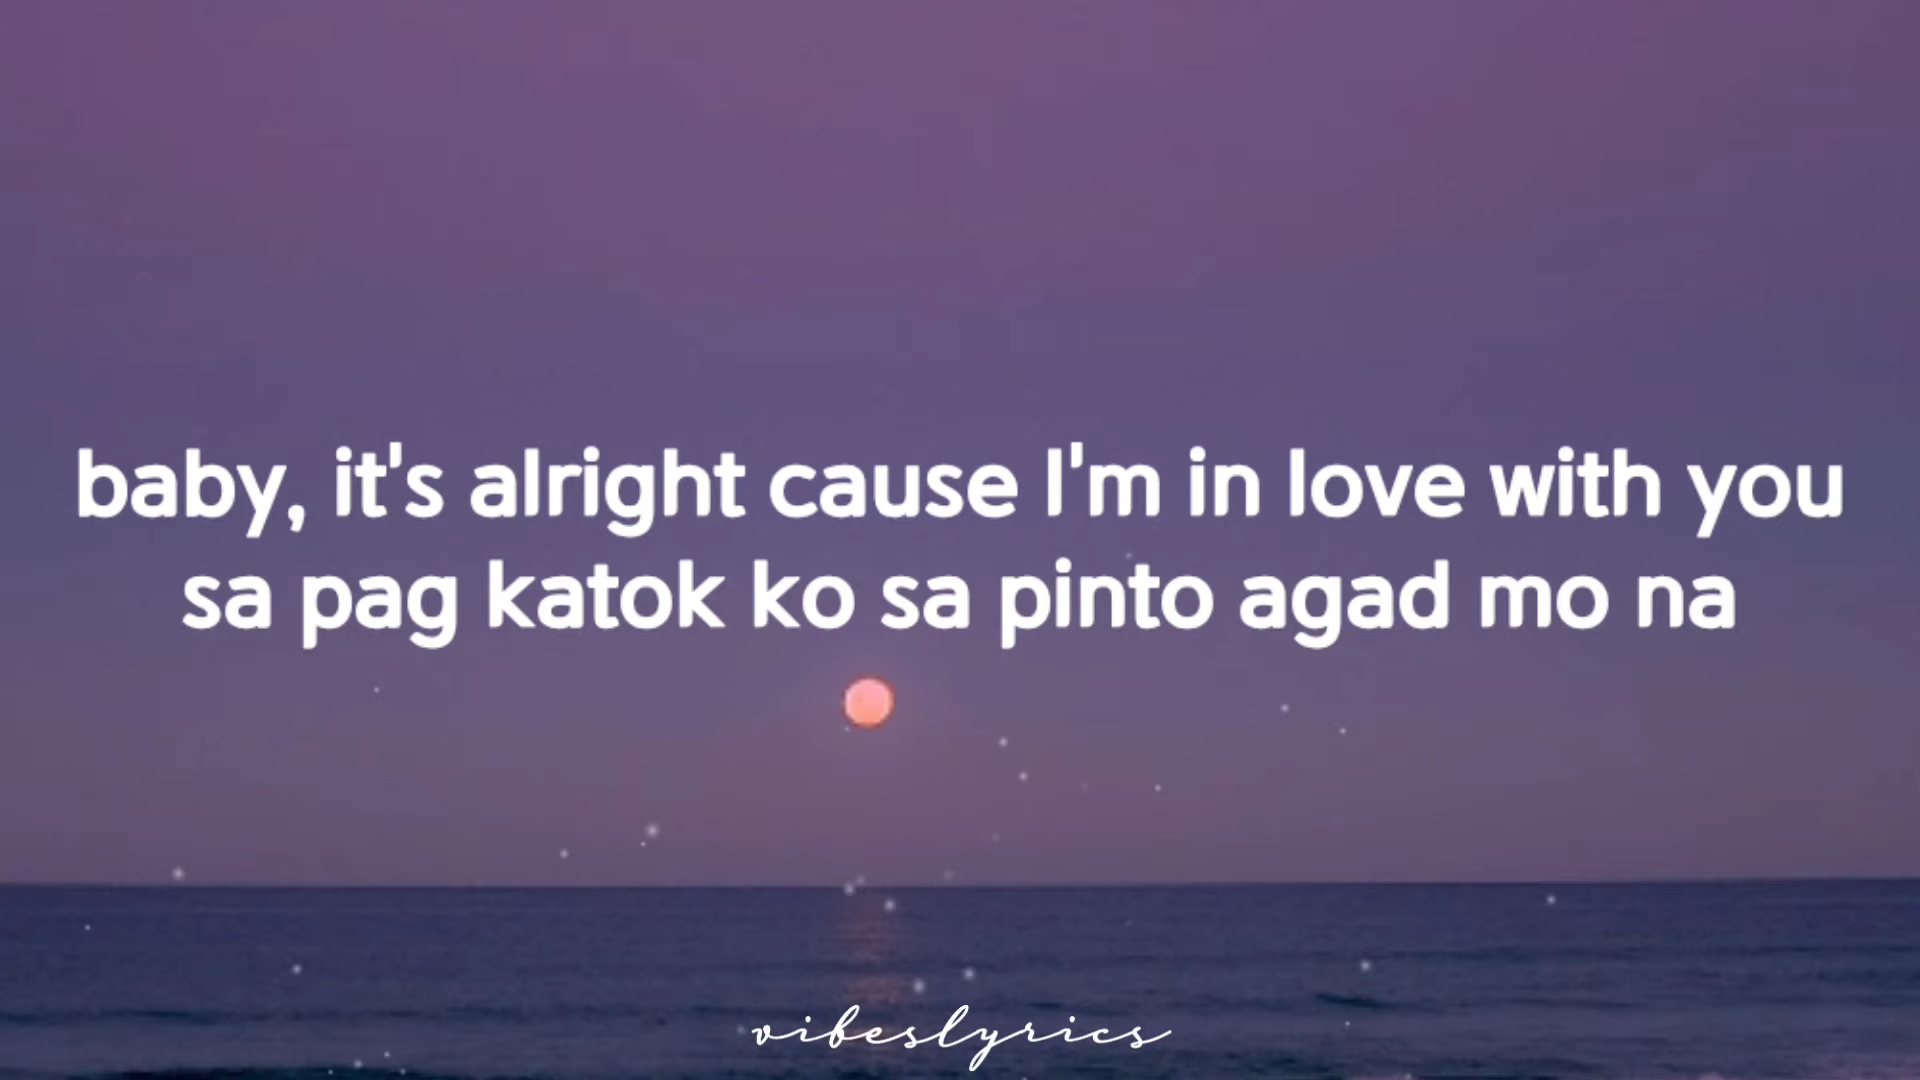 baby, it's alright cause I'm in love with you
sa pag katok ko sa pinto agad mo na
vibeslyrics